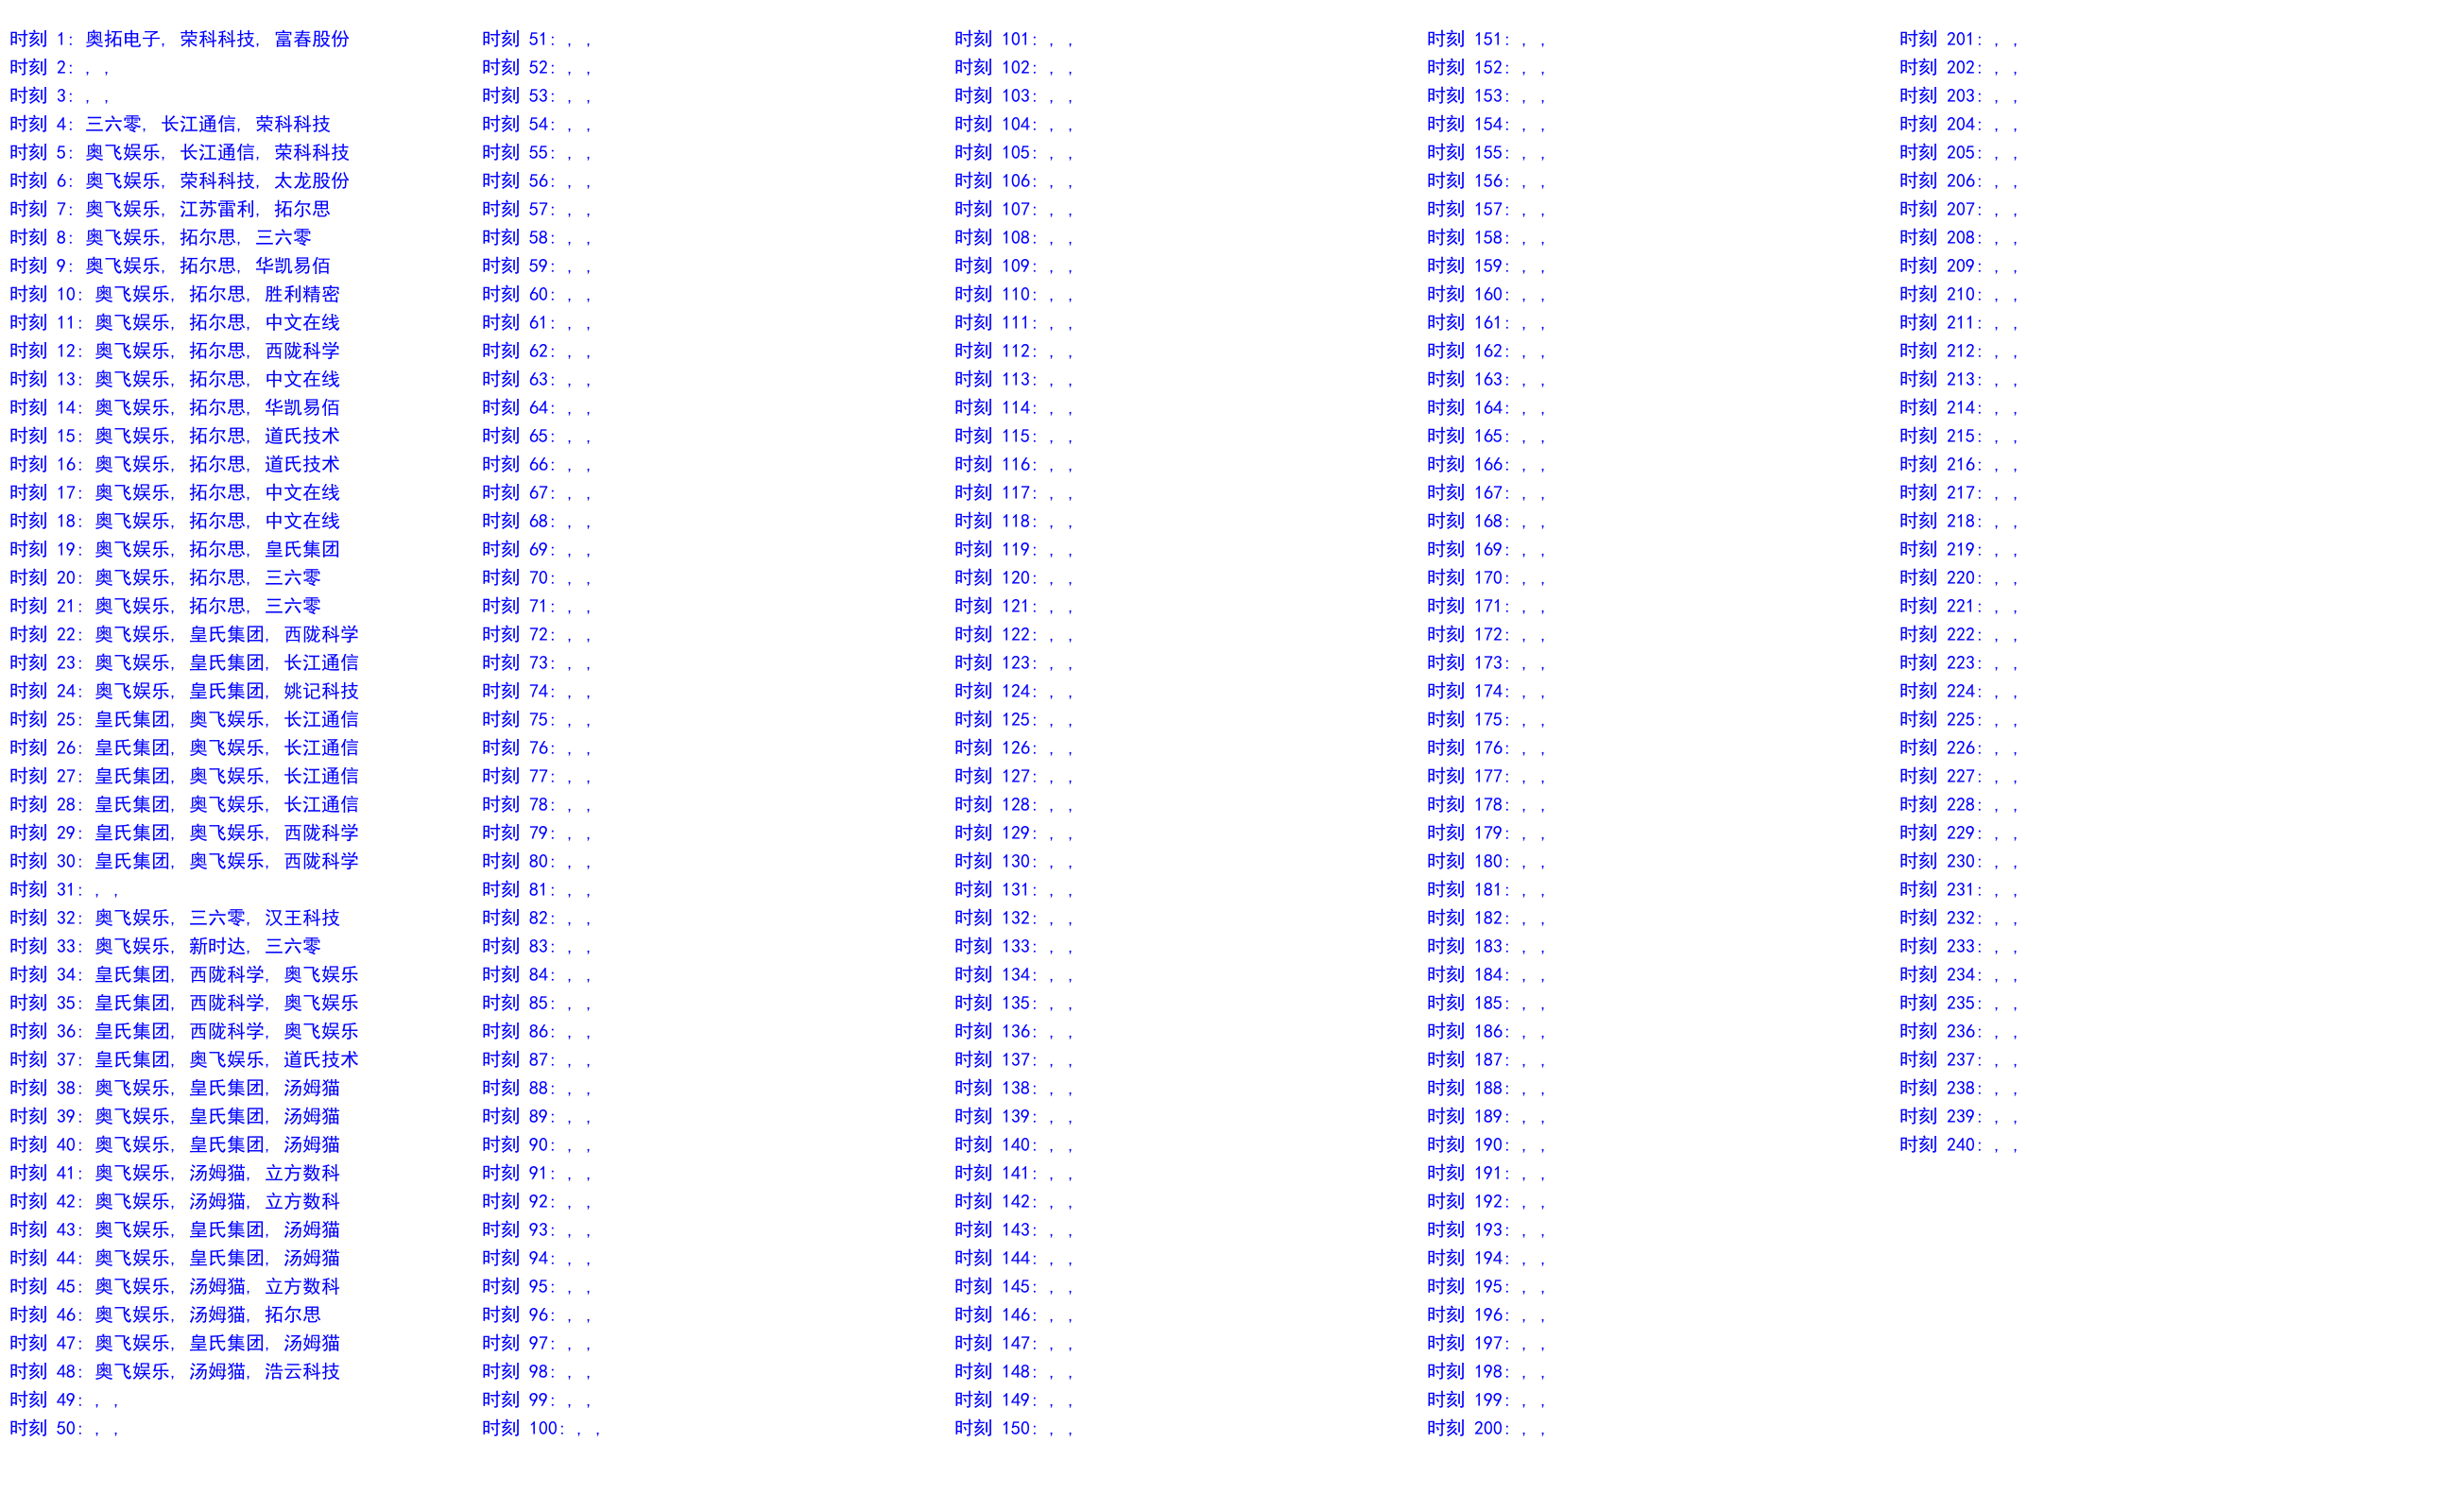 时刻 1: 奥拓电子, 荣科科技, 富春股份
时刻 2: , ,
时刻 3: , ,
时刻 4: 三六零, 长江通信, 荣科科技
时刻 5: 奥飞娱乐, 长江通信, 荣科科技
时刻 6: 奥飞娱乐, 荣科科技, 太龙股份
时刻 7: 奥飞娱乐, 江苏雷利, 拓尔思
时刻 8: 奥飞娱乐, 拓尔思, 三六零
时刻 9: 奥飞娱乐, 拓尔思, 华凯易佰
时刻 10: 奥飞娱乐, 拓尔思, 胜利精密
时刻 11: 奥飞娱乐, 拓尔思, 中文在线
时刻 12: 奥飞娱乐, 拓尔思, 西陇科学
时刻 13: 奥飞娱乐, 拓尔思, 中文在线
时刻 14: 奥飞娱乐, 拓尔思, 华凯易佰
时刻 15: 奥飞娱乐, 拓尔思, 道氏技术
时刻 16: 奥飞娱乐, 拓尔思, 道氏技术
时刻 17: 奥飞娱乐, 拓尔思, 中文在线
时刻 18: 奥飞娱乐, 拓尔思, 中文在线
时刻 19: 奥飞娱乐, 拓尔思, 皇氏集团
时刻 20: 奥飞娱乐, 拓尔思, 三六零
时刻 21: 奥飞娱乐, 拓尔思, 三六零
时刻 22: 奥飞娱乐, 皇氏集团, 西陇科学
时刻 23: 奥飞娱乐, 皇氏集团, 长江通信
时刻 24: 奥飞娱乐, 皇氏集团, 姚记科技
时刻 25: 皇氏集团, 奥飞娱乐, 长江通信
时刻 26: 皇氏集团, 奥飞娱乐, 长江通信
时刻 27: 皇氏集团, 奥飞娱乐, 长江通信
时刻 28: 皇氏集团, 奥飞娱乐, 长江通信
时刻 29: 皇氏集团, 奥飞娱乐, 西陇科学
时刻 30: 皇氏集团, 奥飞娱乐, 西陇科学
时刻 31: , ,
时刻 32: 奥飞娱乐, 三六零, 汉王科技
时刻 33: 奥飞娱乐, 新时达, 三六零
时刻 34: 皇氏集团, 西陇科学, 奥飞娱乐
时刻 35: 皇氏集团, 西陇科学, 奥飞娱乐
时刻 36: 皇氏集团, 西陇科学, 奥飞娱乐
时刻 37: 皇氏集团, 奥飞娱乐, 道氏技术
时刻 38: 奥飞娱乐, 皇氏集团, 汤姆猫
时刻 39: 奥飞娱乐, 皇氏集团, 汤姆猫
时刻 40: 奥飞娱乐, 皇氏集团, 汤姆猫
时刻 41: 奥飞娱乐, 汤姆猫, 立方数科
时刻 42: 奥飞娱乐, 汤姆猫, 立方数科
时刻 43: 奥飞娱乐, 皇氏集团, 汤姆猫
时刻 44: 奥飞娱乐, 皇氏集团, 汤姆猫
时刻 45: 奥飞娱乐, 汤姆猫, 立方数科
时刻 46: 奥飞娱乐, 汤姆猫, 拓尔思
时刻 47: 奥飞娱乐, 皇氏集团, 汤姆猫
时刻 48: 奥飞娱乐, 汤姆猫, 浩云科技
时刻 49: , ,
时刻 50: , ,
时刻 51: , ,
时刻 52: , ,
时刻 53: , ,
时刻 54: , ,
时刻 55: , ,
时刻 56: , ,
时刻 57: , ,
时刻 58: , ,
时刻 59: , ,
时刻 60: , ,
时刻 61: , ,
时刻 62: , ,
时刻 63: , ,
时刻 64: , ,
时刻 65: , ,
时刻 66: , ,
时刻 67: , ,
时刻 68: , ,
时刻 69: , ,
时刻 70: , ,
时刻 71: , ,
时刻 72: , ,
时刻 73: , ,
时刻 74: , ,
时刻 75: , ,
时刻 76: , ,
时刻 77: , ,
时刻 78: , ,
时刻 79: , ,
时刻 80: , ,
时刻 81: , ,
时刻 82: , ,
时刻 83: , ,
时刻 84: , ,
时刻 85: , ,
时刻 86: , ,
时刻 87: , ,
时刻 88: , ,
时刻 89: , ,
时刻 90: , ,
时刻 91: , ,
时刻 92: , ,
时刻 93: , ,
时刻 94: , ,
时刻 95: , ,
时刻 96: , ,
时刻 97: , ,
时刻 98: , ,
时刻 99: , ,
时刻 100: , ,
时刻 101: , ,
时刻 102: , ,
时刻 103: , ,
时刻 104: , ,
时刻 105: , ,
时刻 106: , ,
时刻 107: , ,
时刻 108: , ,
时刻 109: , ,
时刻 110: , ,
时刻 111: , ,
时刻 112: , ,
时刻 113: , ,
时刻 114: , ,
时刻 115: , ,
时刻 116: , ,
时刻 117: , ,
时刻 118: , ,
时刻 119: , ,
时刻 120: , ,
时刻 121: , ,
时刻 122: , ,
时刻 123: , ,
时刻 124: , ,
时刻 125: , ,
时刻 126: , ,
时刻 127: , ,
时刻 128: , ,
时刻 129: , ,
时刻 130: , ,
时刻 131: , ,
时刻 132: , ,
时刻 133: , ,
时刻 134: , ,
时刻 135: , ,
时刻 136: , ,
时刻 137: , ,
时刻 138: , ,
时刻 139: , ,
时刻 140: , ,
时刻 141: , ,
时刻 142: , ,
时刻 143: , ,
时刻 144: , ,
时刻 145: , ,
时刻 146: , ,
时刻 147: , ,
时刻 148: , ,
时刻 149: , ,
时刻 150: , ,
时刻 151: , ,
时刻 152: , ,
时刻 153: , ,
时刻 154: , ,
时刻 155: , ,
时刻 156: , ,
时刻 157: , ,
时刻 158: , ,
时刻 159: , ,
时刻 160: , ,
时刻 161: , ,
时刻 162: , ,
时刻 163: , ,
时刻 164: , ,
时刻 165: , ,
时刻 166: , ,
时刻 167: , ,
时刻 168: , ,
时刻 169: , ,
时刻 170: , ,
时刻 171: , ,
时刻 172: , ,
时刻 173: , ,
时刻 174: , ,
时刻 175: , ,
时刻 176: , ,
时刻 177: , ,
时刻 178: , ,
时刻 179: , ,
时刻 180: , ,
时刻 181: , ,
时刻 182: , ,
时刻 183: , ,
时刻 184: , ,
时刻 185: , ,
时刻 186: , ,
时刻 187: , ,
时刻 188: , ,
时刻 189: , ,
时刻 190: , ,
时刻 191: , ,
时刻 192: , ,
时刻 193: , ,
时刻 194: , ,
时刻 195: , ,
时刻 196: , ,
时刻 197: , ,
时刻 198: , ,
时刻 199: , ,
时刻 200: , ,
时刻 201: , ,
时刻 202: , ,
时刻 203: , ,
时刻 204: , ,
时刻 205: , ,
时刻 206: , ,
时刻 207: , ,
时刻 208: , ,
时刻 209: , ,
时刻 210: , ,
时刻 211: , ,
时刻 212: , ,
时刻 213: , ,
时刻 214: , ,
时刻 215: , ,
时刻 216: , ,
时刻 217: , ,
时刻 218: , ,
时刻 219: , ,
时刻 220: , ,
时刻 221: , ,
时刻 222: , ,
时刻 223: , ,
时刻 224: , ,
时刻 225: , ,
时刻 226: , ,
时刻 227: , ,
时刻 228: , ,
时刻 229: , ,
时刻 230: , ,
时刻 231: , ,
时刻 232: , ,
时刻 233: , ,
时刻 234: , ,
时刻 235: , ,
时刻 236: , ,
时刻 237: , ,
时刻 238: , ,
时刻 239: , ,
时刻 240: , ,